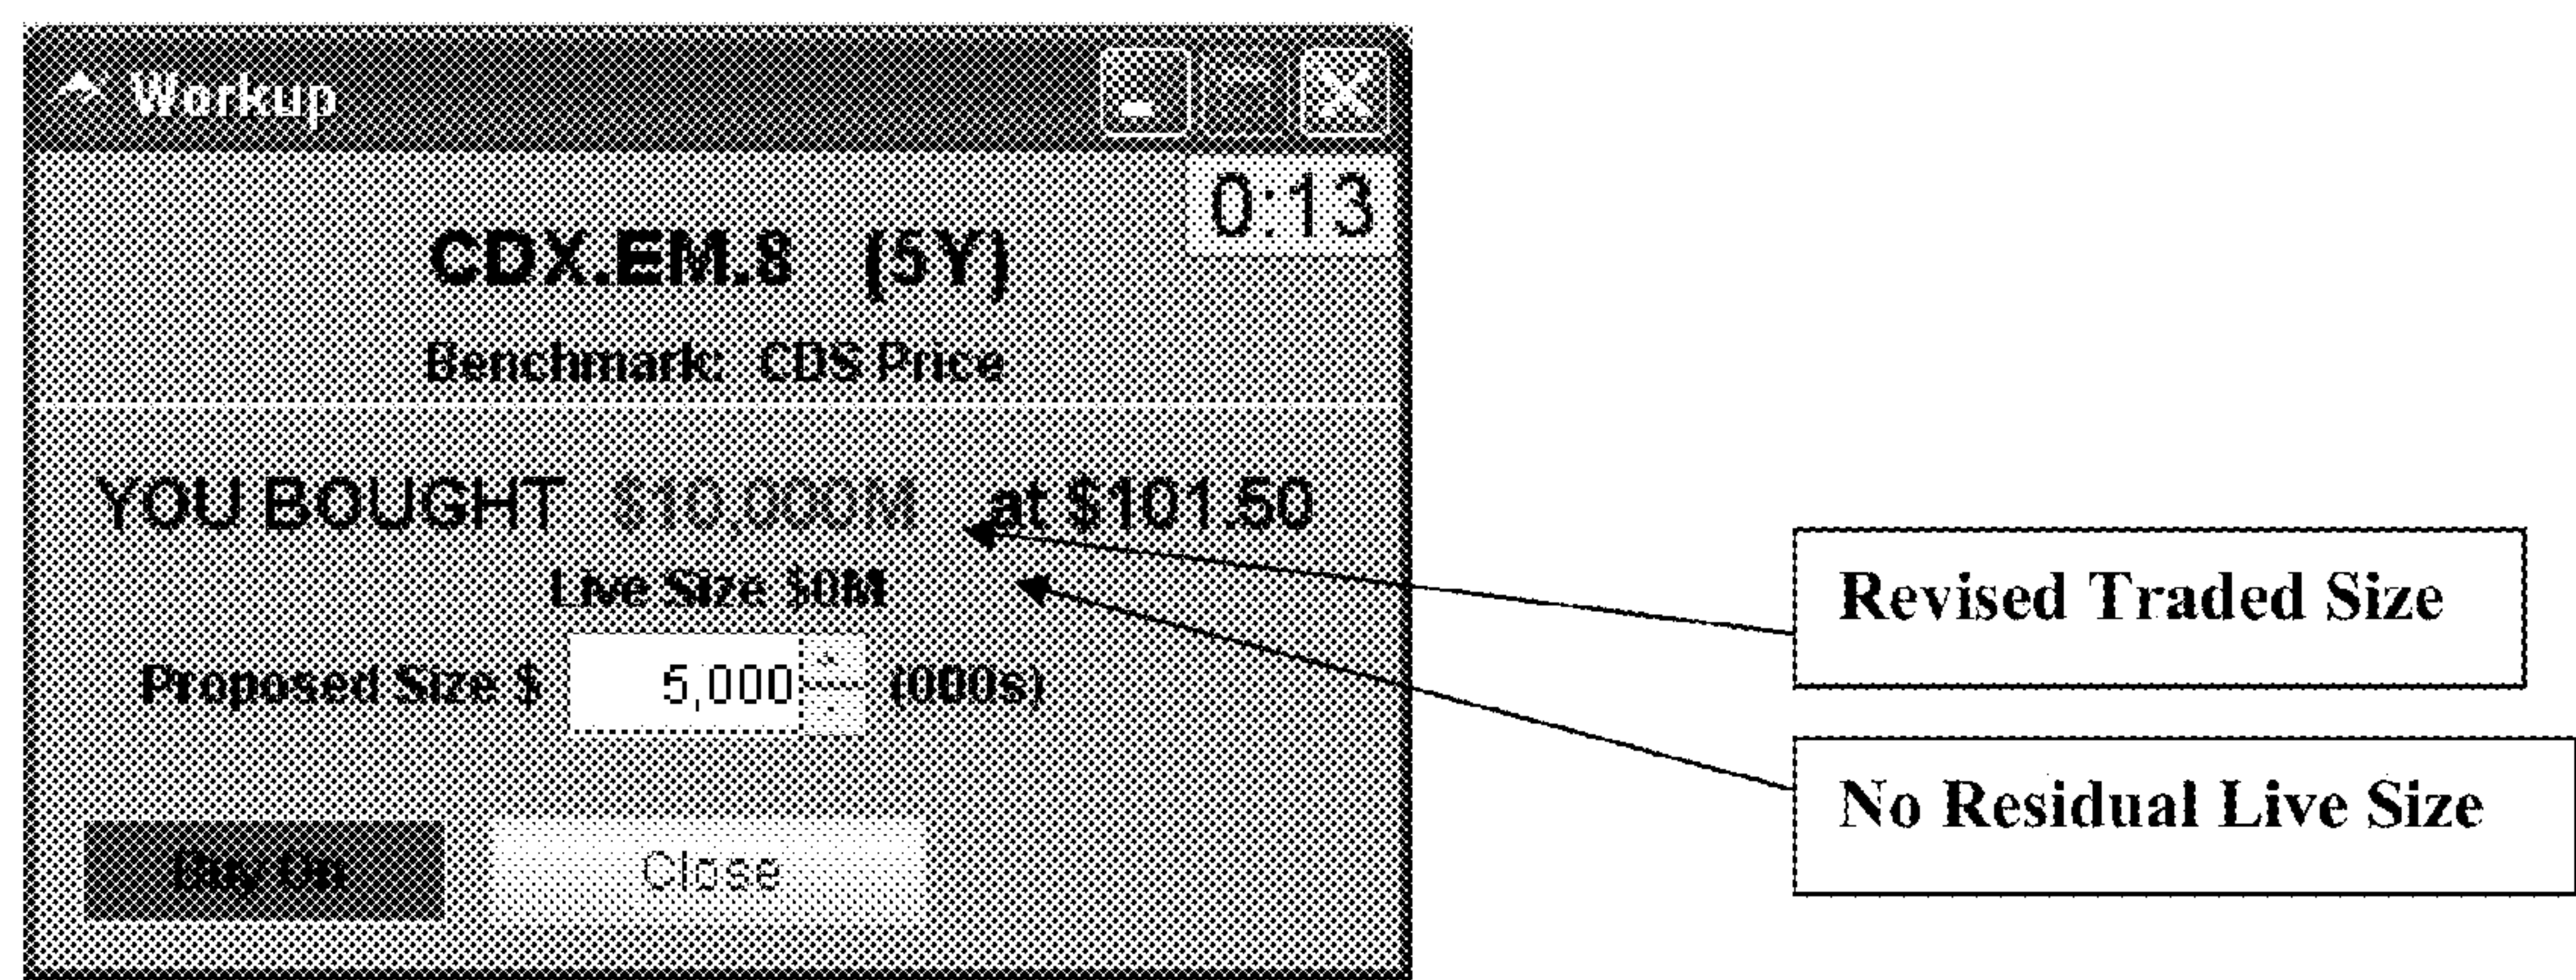 Workup
0:13
CDX.EM.8 (5Y)
Benchmark: CDS Price
YOU BOUGHT $10,000M at $101.50
Live Size $0M
Proposed Size $ 5,000 (000s)
Buy On Close
Revised Traded Size
No Residual Live Size